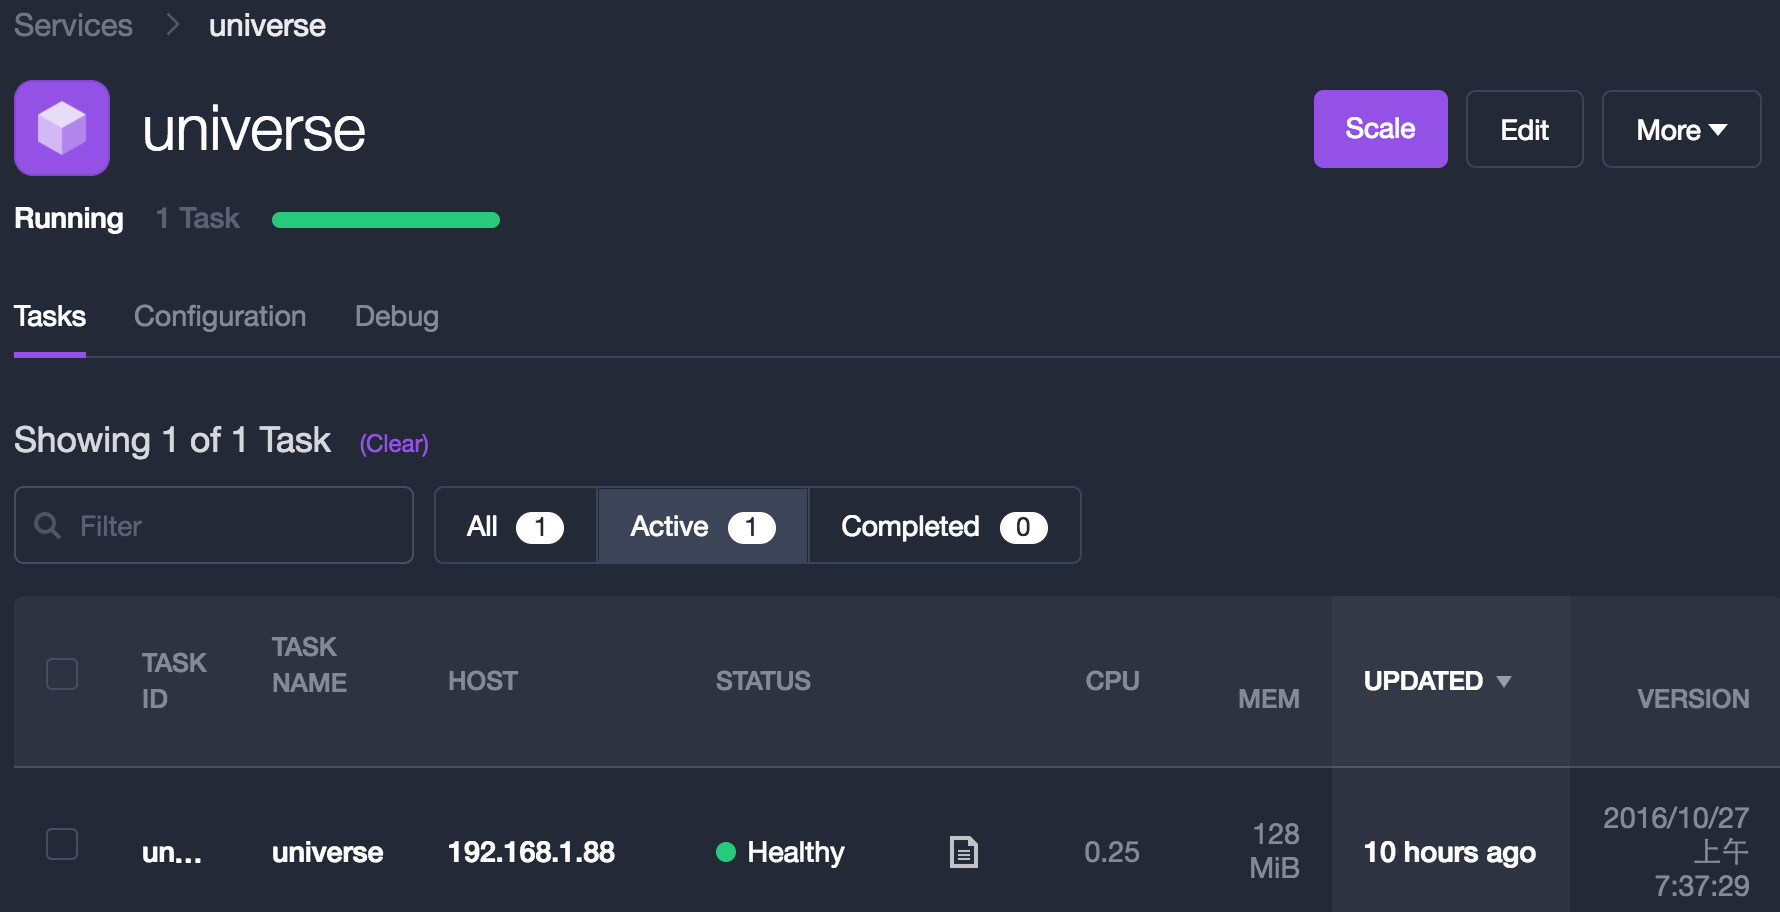 Services > universe
universe
Scale
Edit
More
Running 1 Task
Tasks Configuration Debug
Showing 1 of 1 Task (Clear)
Filter
All 1 Active 1 Completed 0
TASK ID
TASK NAME
HOST
STATUS
CPU
MEM
UPDATED
VERSION
un...
universe
192.168.1.88
Healthy
0.25
128
MiB
10 hours ago
2016/10/27
上午
7:37:29